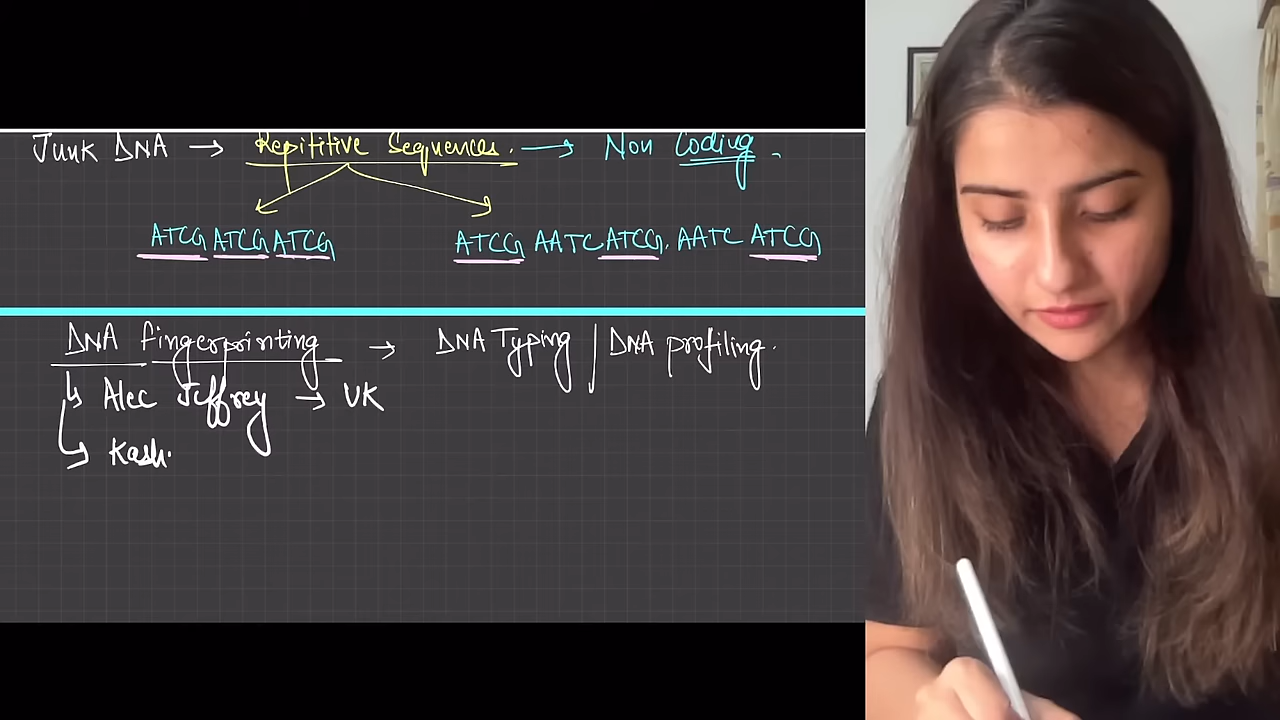 Junk DNA → Repititive Sequences. → Non Coding.
ATCG ATCG ATCG ATCG AATC ATCG. AATC ATCG
DNA fingerprinting → DNA Typing / DNA profiling.
↳ Alec Jeffrey → UK
↳ Kash.